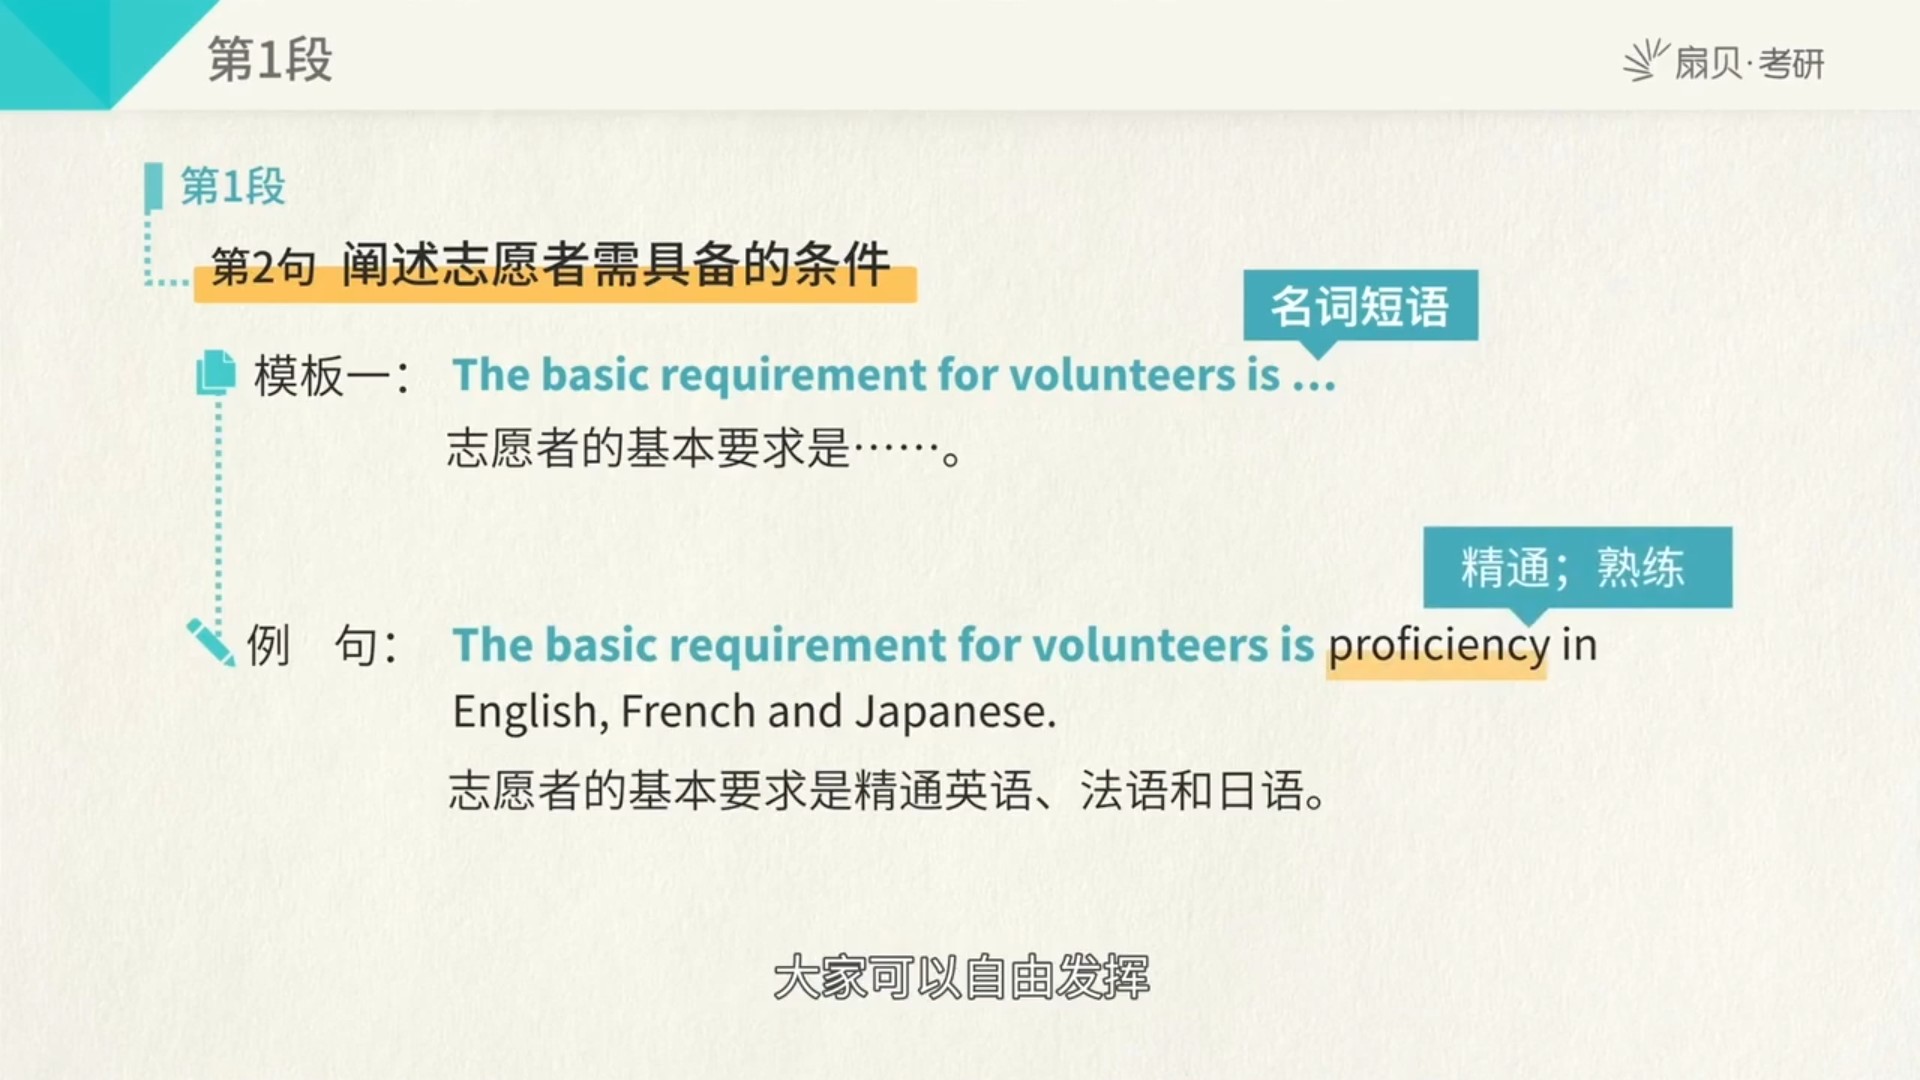 第1段
扇贝·考研
第1段
第2句 阐述志愿者需具备的条件
名词短语
模板一： The basic requirement for volunteers is ...
志愿者的基本要求是……。
精通；熟练
例 句： The basic requirement for volunteers is proficiency in
English, French and Japanese.
志愿者的基本要求是精通英语、法语和日语。
大家可以自由发挥